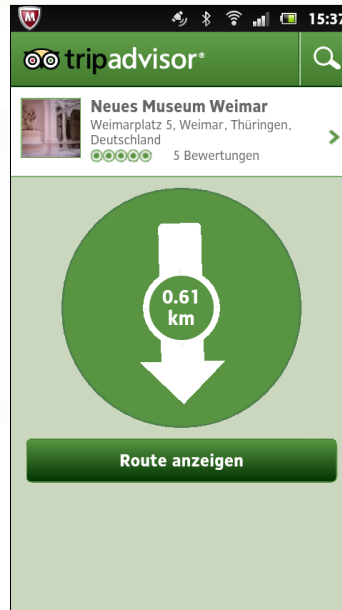 15:37
tripadvisor®
Neues Museum Weimar
Weimarplatz 5, Weimar, Thüringen,
Deutschland
5 Bewertungen
0.61
km
Route anzeigen